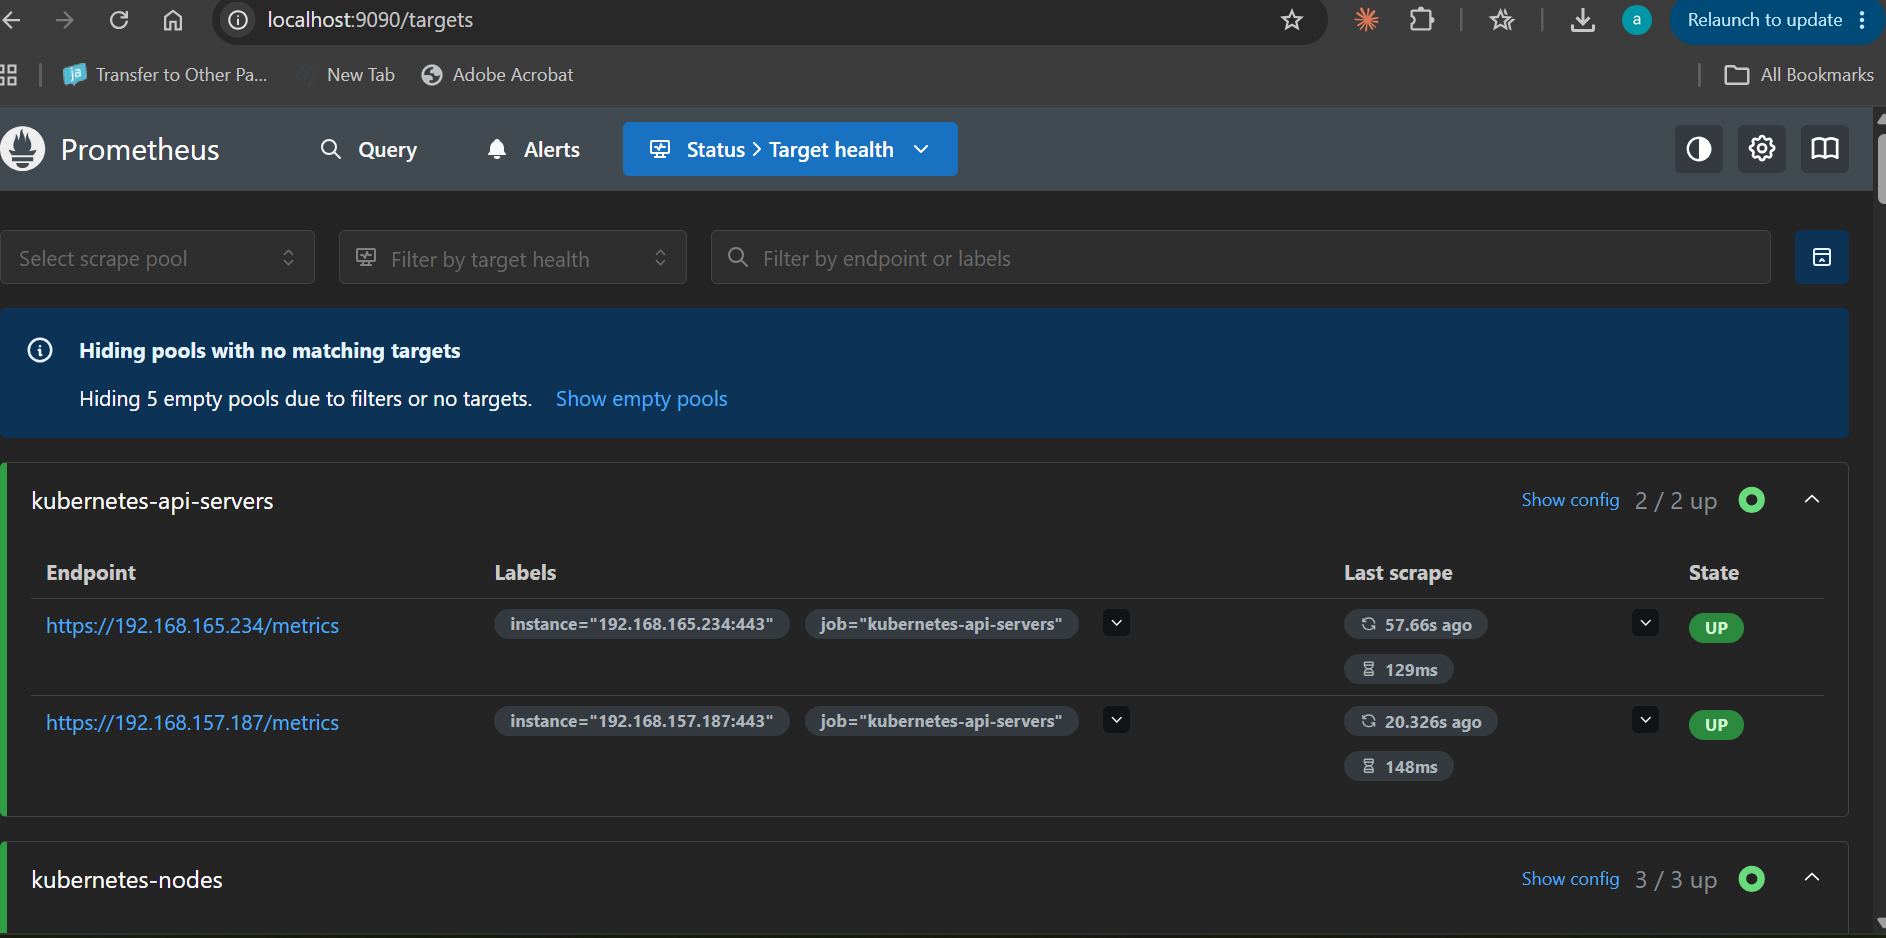 localhost:9090/targets
a
Relaunch to update
ja
Transfer to Other Pa...
New Tab
Adobe Acrobat
All Bookmarks
Prometheus
Query
Alerts
Status > Target health
Select scrape pool
Filter by target health
Filter by endpoint or labels
Hiding pools with no matching targets
Hiding 5 empty pools due to filters or no targets. Show empty pools
kubernetes-api-servers
Show config 2 / 2 up
Endpoint Labels Last scrape State
https://192.168.165.234/metrics instance="192.168.165.234:443" job="kubernetes-api-servers" 57.66s ago UP
129ms
https://192.168.157.187/metrics instance="192.168.157.187:443" job="kubernetes-api-servers" 20.326s ago UP
148ms
kubernetes-nodes
Show config 3 / 3 up